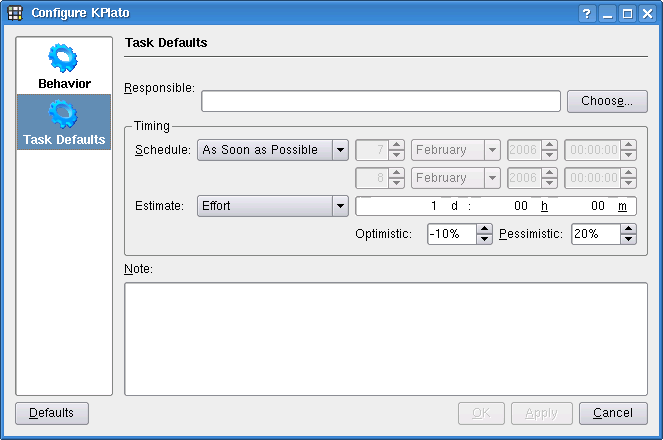 Configure KPlato
Behavior
Task Defaults
Task Defaults
Responsible:
Choose...
Timing
Schedule: As Soon as Possible 7 February 2006 00:00:00
8 February 2006 00:00:00
Estimate: Effort 1 d : 00 h 00 m
Optimistic: -10% Pessimistic: 20%
Note:
Defaults OK Apply Cancel